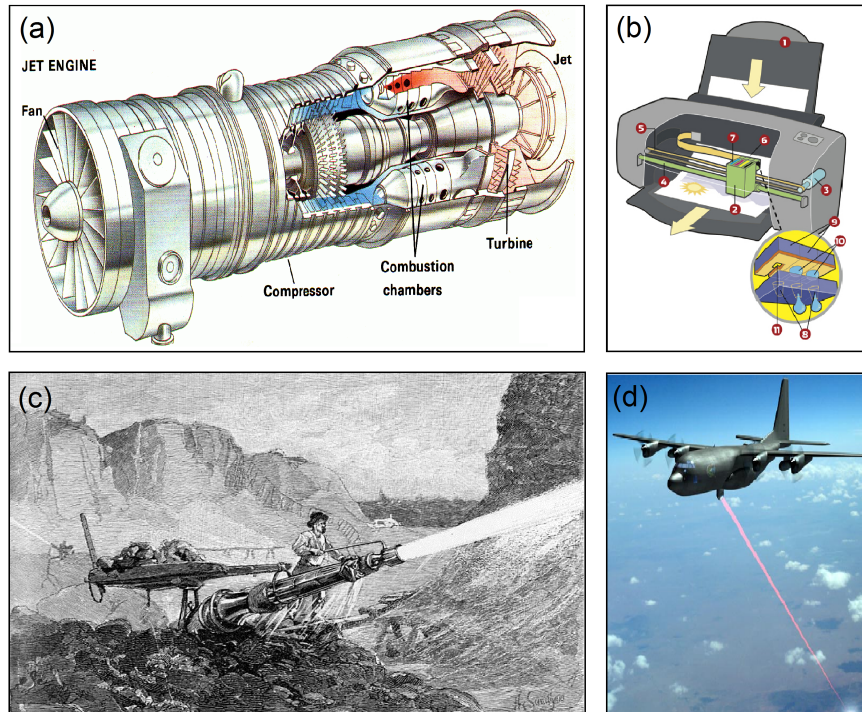 (a)
JET ENGINE
Fan
Jet
Turbine
Combustion
chambers
Compressor
(b)
1
5
7
6
4
3
2
9
10
11
8
(c)
(d)